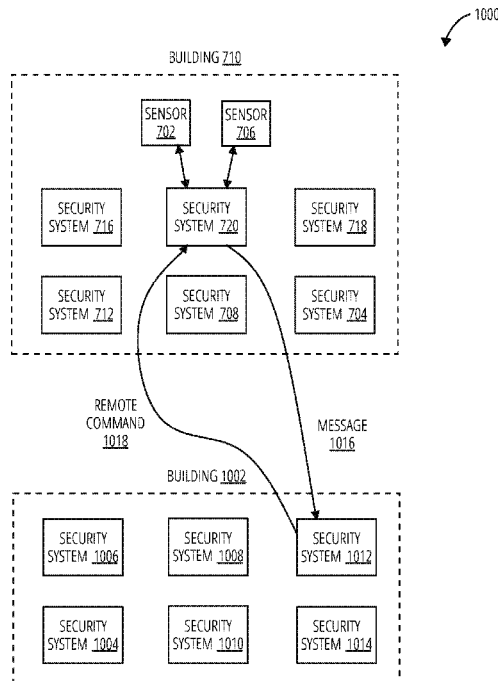 1000
BUILDING 710
SENSOR SENSOR
702 706
SECURITY SECURITY SECURITY
SYSTEM 716 SYSTEM 720 SYSTEM 718
SECURITY SECURITY SECURITY
SYSTEM 712 SYSTEM 708 SYSTEM 704
REMOTE
COMMAND
1018
MESSAGE
1016
BUILDING 1002
SECURITY SECURITY SECURITY
SYSTEM 1006 SYSTEM 1008 SYSTEM 1012
SECURITY SECURITY SECURITY
SYSTEM 1004 SYSTEM 1010 SYSTEM 1014